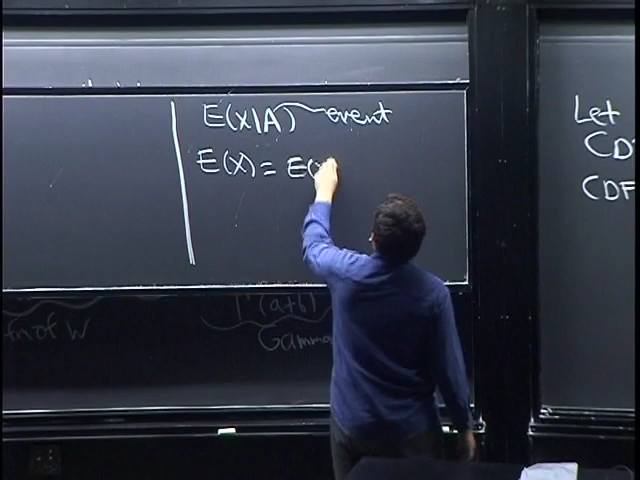 E(X|A) event
E(X) = E(X
fn of W
Γ(a+b)
Gamma
Let
CD
CDF